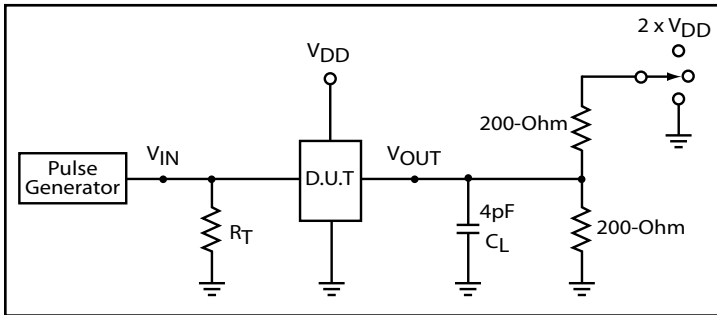 2 x VDD
VDD
200-Ohm
Pulse
Generator
VIN
D.U.T
VOUT
RT
4pF
CL
200-Ohm